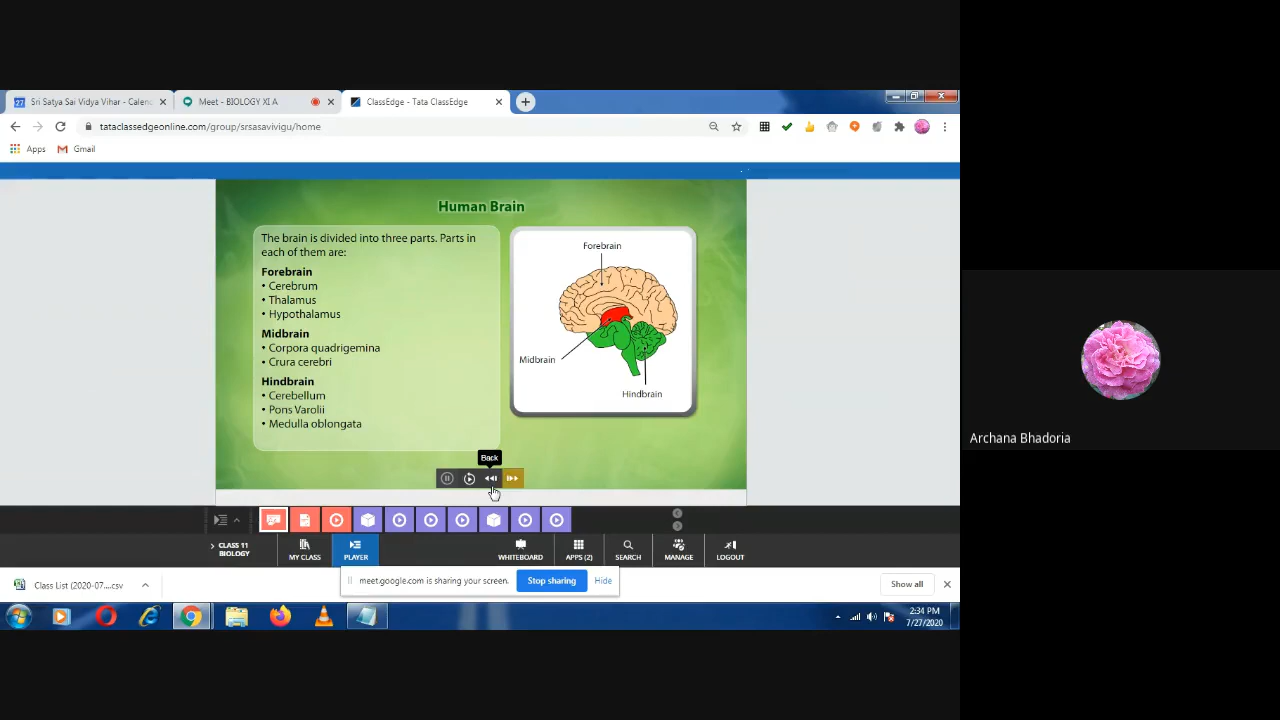 Sri Satya Sai Vidya Vihar - Calen
Meet - BIOLOGY XI A
ClassEdge - Tata ClassEdge
tataclassedgeonline.com/group/srsasavivigu/home
Apps
Gmail
Human Brain
The brain is divided into three parts. Parts in
each of them are:
Forebrain
• Cerebrum
• Thalamus
• Hypothalamus
Midbrain
• Corpora quadrigemina
• Crura cerebri
Hindbrain
• Cerebellum
• Pons Varolii
• Medulla oblongata
Forebrain
Midbrain
Hindbrain
Back
Archana Bhadoria
CLASS 11
BIOLOGY
MY CLASS
PLAYER
WHITEBOARD
APPS (2)
SEARCH
MANAGE
LOGOUT
meet.google.com is sharing your screen.
Stop sharing
Hide
Class List (2020-07....csv
Show all
2:34 PM
7/27/2020